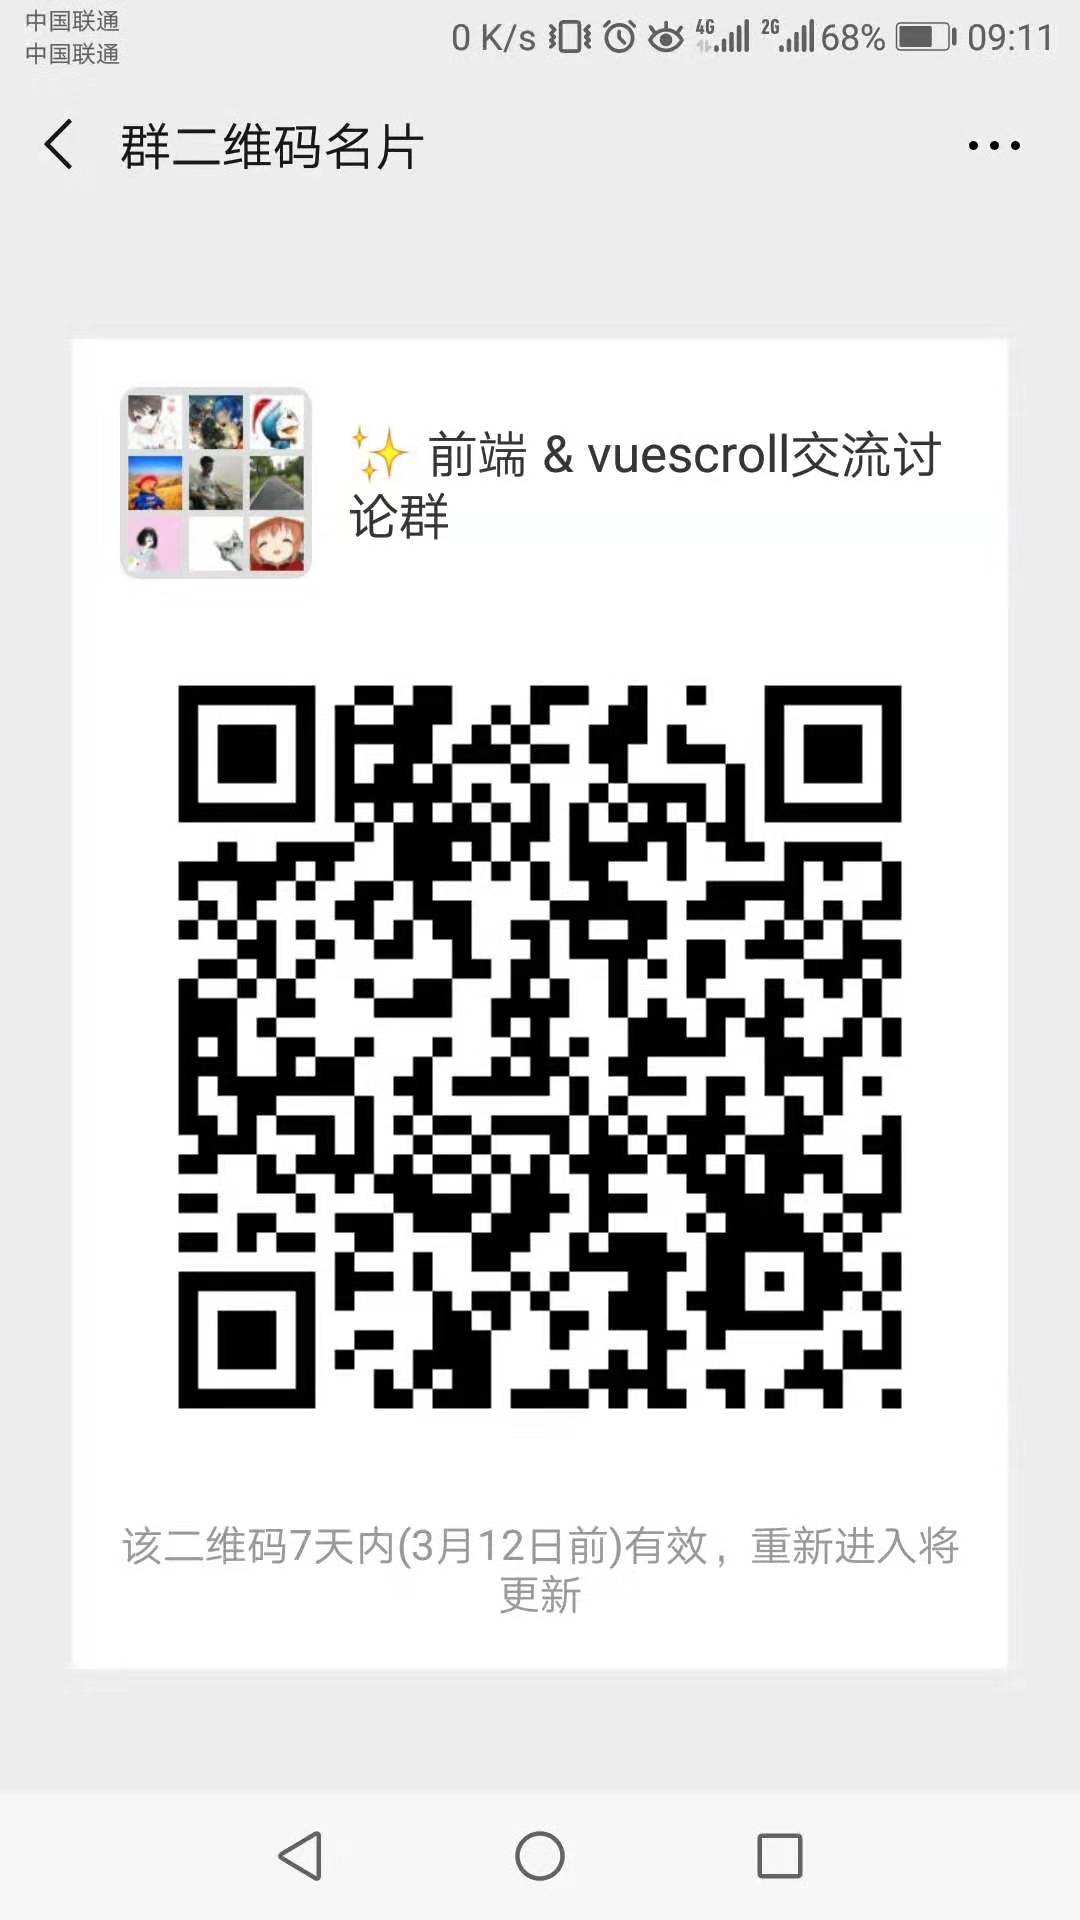 中国联通
中国联通
0 K/s 4G 2G 68% 09:11
群二维码名片
✨ 前端 & vuescroll交流讨
论群
该二维码7天内(3月12日前)有效，重新进入将
更新